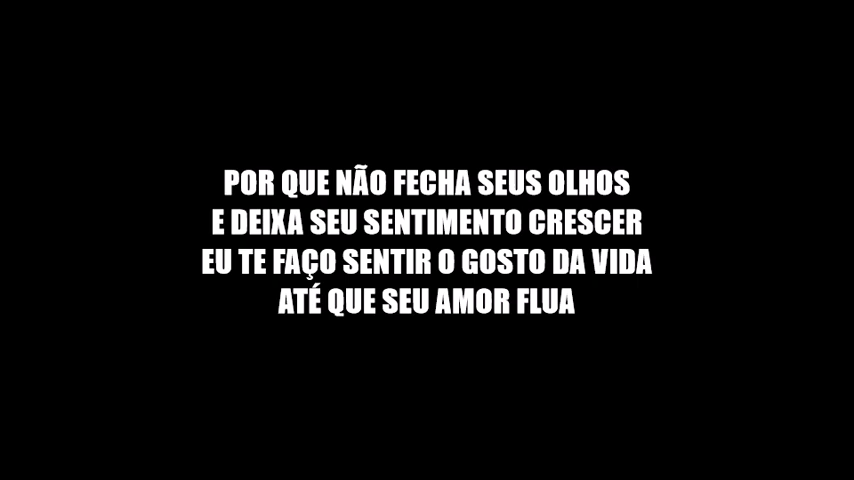 POR QUE NÃO FECHA SEUS OLHOS
E DEIXA SEU SENTIMENTO CRESCER
EU TE FAÇO SENTIR O GOSTO DA VIDA
ATÉ QUE SEU AMOR FLUA